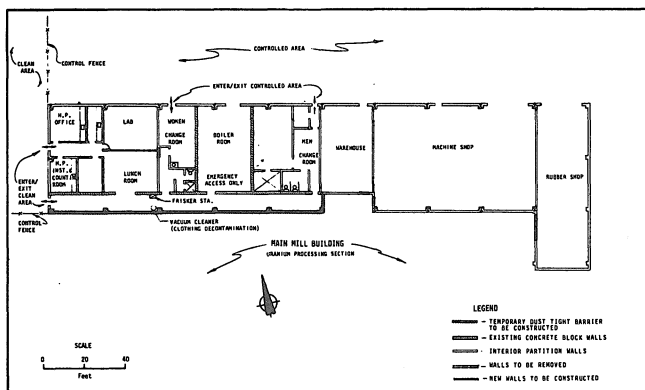 CLEAN
AREA
CONTROL FENCE
CONTROLLED AREA
ENTER/EXIT CONTROLLED AREA
H.P.
OFFICE
LAB
WOMEN
CHANGE
ROOM
BOILER
ROOM
MEN
CHANGE
ROOM
WAREHOUSE
MACHINE SHOP
RUBBER SHOP
ENTER/
EXIT
CLEAN
AREA
H.P.
INST. &
COUNT
ROOM
LUNCH
ROOM
EMERGENCY
ACCESS ONLY
FRISKER STA.
VACUUM CLEANER
(CLOTHING DECONTAMINATION)
CONTROL
FENCE
MAIN MILL BUILDING
URANIUM PROCESSING SECTION
SCALE
0 20 40
Feet
LEGEND
- TEMPORARY DUST TIGHT BARRIER
TO BE CONSTRUCTED
- EXISTING CONCRETE BLOCK WALLS
- INTERIOR PARTITION WALLS
- WALLS TO BE REMOVED
- NEW WALLS TO BE CONSTRUCTED